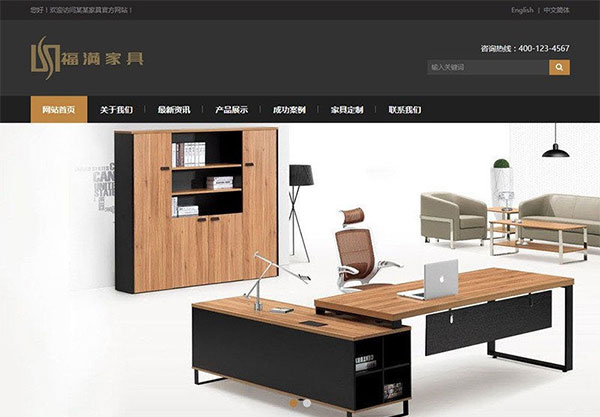 您好！欢迎访问某某家具官方网站！
English | 中文简体
福满家具
咨询热线：400-123-4567
输入关键词
网站首页 关于我们 最新资讯 产品展示 成功案例 家具定制 联系我们